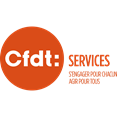 Cfdt:
SERVICES
S'ENGAGER POUR CHACUN
AGIR POUR TOUS